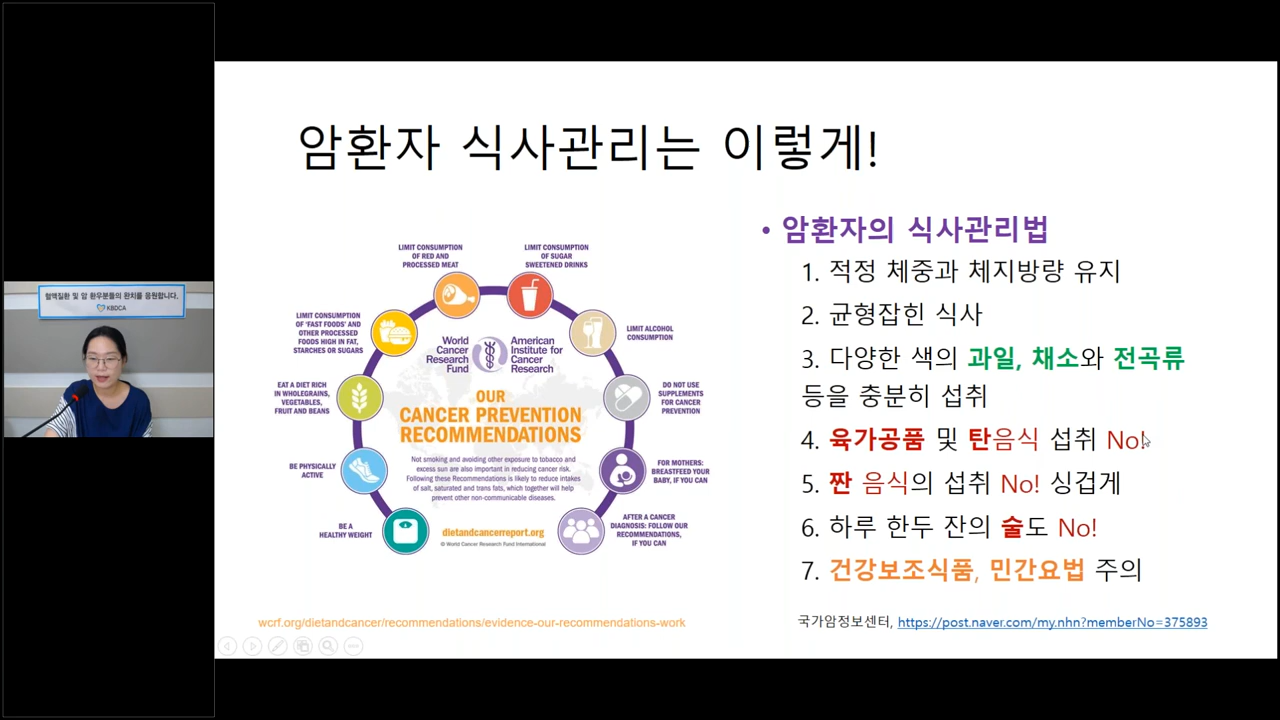 암환자 식사관리는 이렇게!
혈액질환 및 암 환우분들의 완치를 응원합니다.
KBDCA
LIMIT CONSUMPTION
OF RED AND
PROCESSED MEAT
LIMIT CONSUMPTION
OF SUGAR
SWEETENED DRINKS
LIMIT CONSUMPTION
OF 'FAST FOODS' AND
OTHER PROCESSED
FOODS HIGH IN FAT,
STARCHES OR SUGARS
LIMIT ALCOHOL
CONSUMPTION
EAT A DIET RICH
IN WHOLEGRAINS,
VEGETABLES,
FRUIT AND BEANS
DO NOT USE
SUPPLEMENTS
FOR CANCER
PREVENTION
BE PHYSICALLY
ACTIVE
FOR MOTHERS:
BREASTFEED YOUR
BABY, IF YOU CAN
BE A
HEALTHY WEIGHT
AFTER A CANCER
DIAGNOSIS: FOLLOW OUR
RECOMMENDATIONS,
IF YOU CAN
World
Cancer
Research
Fund
American
Institute for
Cancer
Research
OUR
CANCER PREVENTION
RECOMMENDATIONS
Not smoking and avoiding other exposure to tobacco and
excess sun are also important in reducing cancer risk.
Following these Recommendations is likely to reduce intakes
of salt, saturated and trans fats, which together will help
prevent other non-communicable diseases.
dietandcancerreport.org
© World Cancer Research Fund International
wcrf.org/dietandcancer/recommendations/evidence-our-recommendations-work
• 암환자의 식사관리법
1. 적정 체중과 체지방량 유지
2. 균형잡힌 식사
3. 다양한 색의 과일, 채소와 전곡류
등을 충분히 섭취
4. 육가공품 및 탄음식 섭취 No!
5. 짠 음식의 섭취 No! 싱겁게
6. 하루 한두 잔의 술도 No!
7. 건강보조식품, 민간요법 주의
국가암정보센터, https://post.naver.com/my.nhn?memberNo=375893